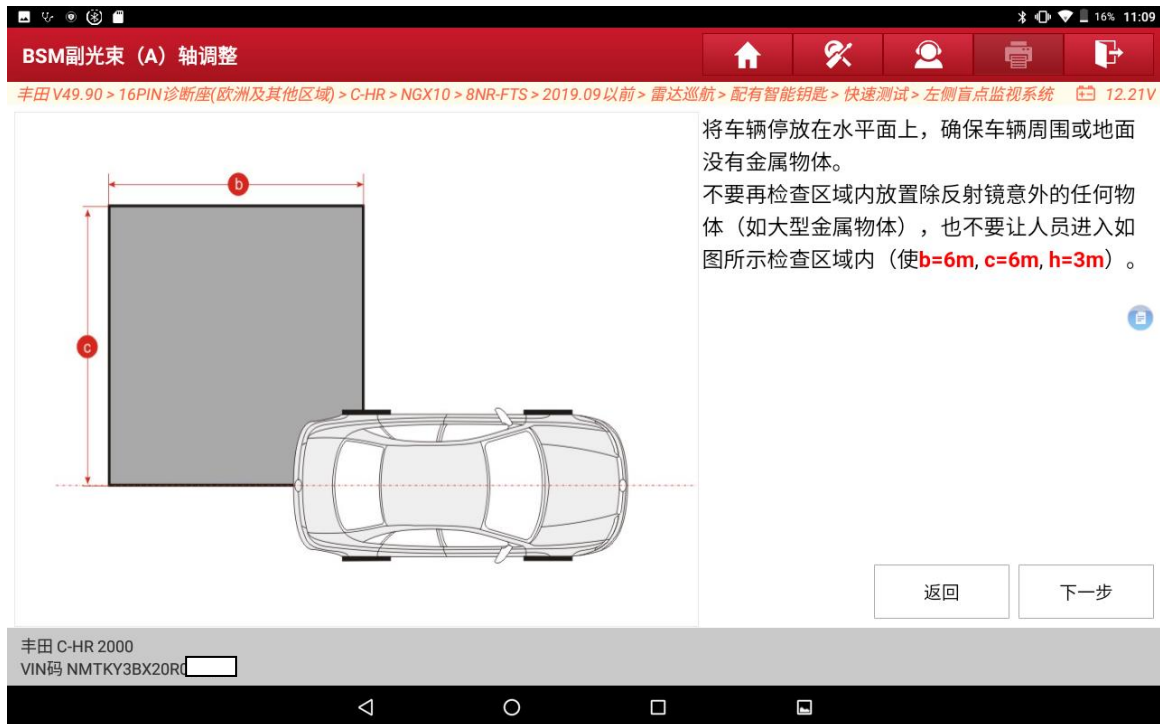 16% 11:09
BSM副光束（A）轴调整
丰田 V49.90 > 16PIN诊断座(欧洲及其他区域) > C-HR > NGX10 > 8NR-FTS > 2019.09以前 > 雷达巡航 > 配有智能钥匙 > 快速测试 > 左侧盲点监视系统 12.21V
b
c
将车辆停放在水平面上，确保车辆周围或地面
没有金属物体。
不要再检查区域内放置除反射镜意外的任何物
体（如大型金属物体），也不要让人员进入如
图所示检查区域内（使b=6m, c=6m, h=3m）。
返回
下一步
丰田 C-HR 2000
VIN码 NMTKY3BX20R